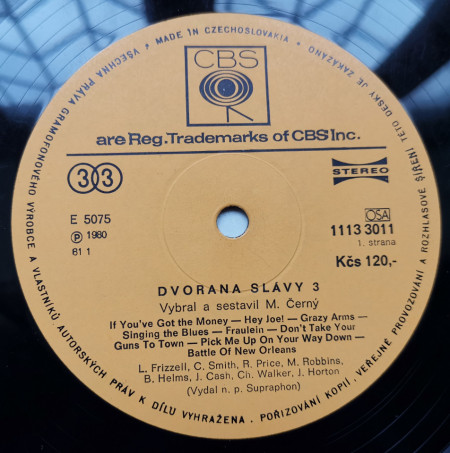 MADE IN CZECHOSLOVAKIA • VŠECHNA PRÁVA GRAMOFONOVÉHO VÝROBCE A VLASTNÍKŮ AUTORSKÝCH PRÁV K DÍLU VYHRAŽENA. POŘIZOVÁNÍ KOPIÍ, VEŘEJNÉ PROVOZOVÁNÍ A ROZHLASOVÉ ŠÍŘENÍ TÉTO DESKY JE ZAKÁZÁNO
CBS
are Reg.Trademarks of CBS Inc.
33
STEREO
E 5075
Ⓟ 1980
61 1
OSA
1113 3011
1. strana
Kčs 120,-
DVORANA SLÁVY 3
Vybral a sestavil M. Černý
If You've Got the Money — Hey Joe! — Grazy Arms —
Singing the Blues — Fraulein — Don't Take Your
Guns To Town — Pick Me Up On Your Way Down —
Battle Of New Orleans
L. Frizzell, C. Smith, R. Price, M. Robbins,
B. Helms, J. Cash, Ch. Walker, J. Horton
(Vydal n. p. Supraphon)